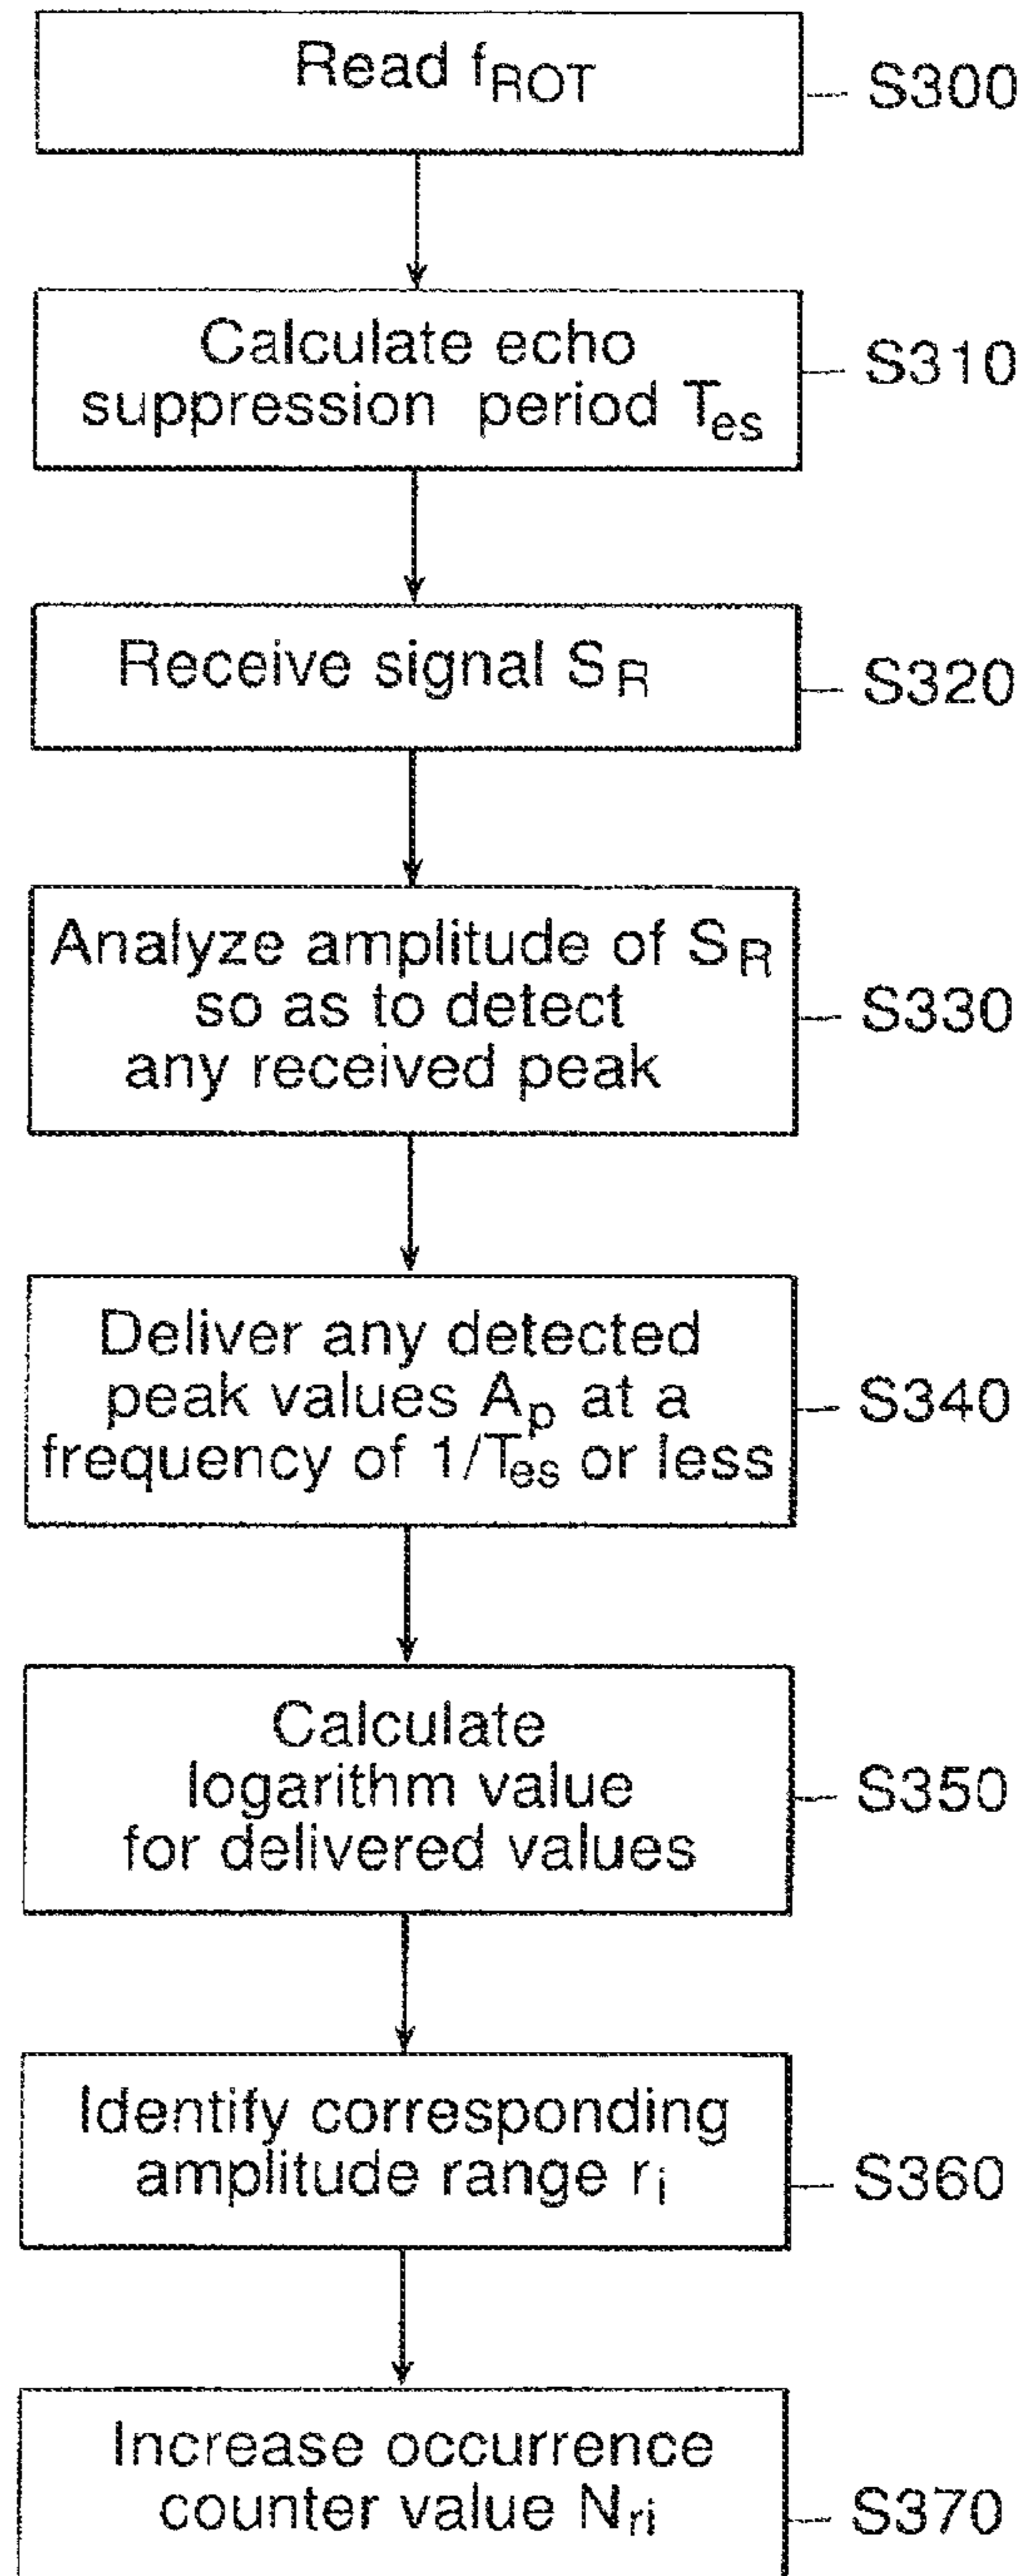 Read fROT
S300
Calculate echo
suppression period Tes
S310
Receive signal SR
S320
Analyze amplitude of SR
so as to detect
any received peak
S330
Deliver any detected
peak values Ap at a
frequency of 1/Tes or less
S340
Calculate
logarithm value
for delivered values
S350
Identify corresponding
amplitude range ri
S360
Increase occurrence
counter value Nri
S370